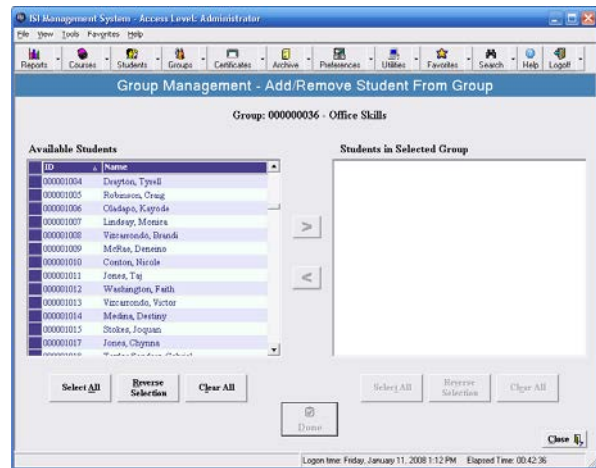 ISI Management System - Access Level: Administrator
File View Tools Favorites Help
Reports Courses Students Groups Certificates Archive Preferences Utilities Favorites Search Help Logoff
Group Management - Add/Remove Student From Group
Group: 000000036 - Office Skills
Available Students Students in Selected Group
ID Name
000001004 Drayton, Tyrell
000001005 Robinson, Craig
000001006 Oladapo, Kayode
000001007 Lindsay, Monica
000001008 Vizcarrondo, Brandi
000001009 McRae, Deneino
000001010 Conton, Nicole
000001011 Jones, Taj
000001012 Washington, Faith
000001013 Vizcarrondo, Victor
000001014 Medina, Destiny
000001015 Stokes, Joquan
000001017 Jones, Chynna
> 
<
Select All Reverse Selection Clear All Select All Reverse Selection Clear All
Done
Close
Logon time: Friday, January 11, 2008 1:12 PM Elapsed Time: 00:42:36